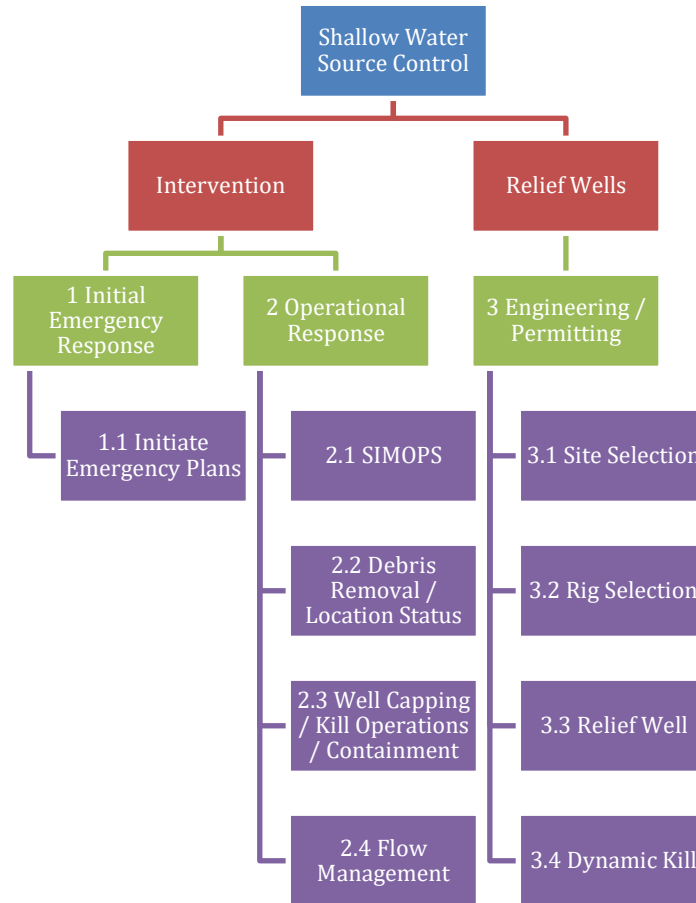 Shallow Water
Source Control
Intervention
Relief Wells
1 Initial
Emergency
Response
2 Operational
Response
3 Engineering /
Permitting
1.1 Initiate
Emergency Plans
2.1 SIMOPS
3.1 Site Selection
2.2 Debris
Removal /
Location Status
3.2 Rig Selection
2.3 Well Capping
/ Kill Operations
/ Containment
3.3 Relief Well
2.4 Flow
Management
3.4 Dynamic Kill